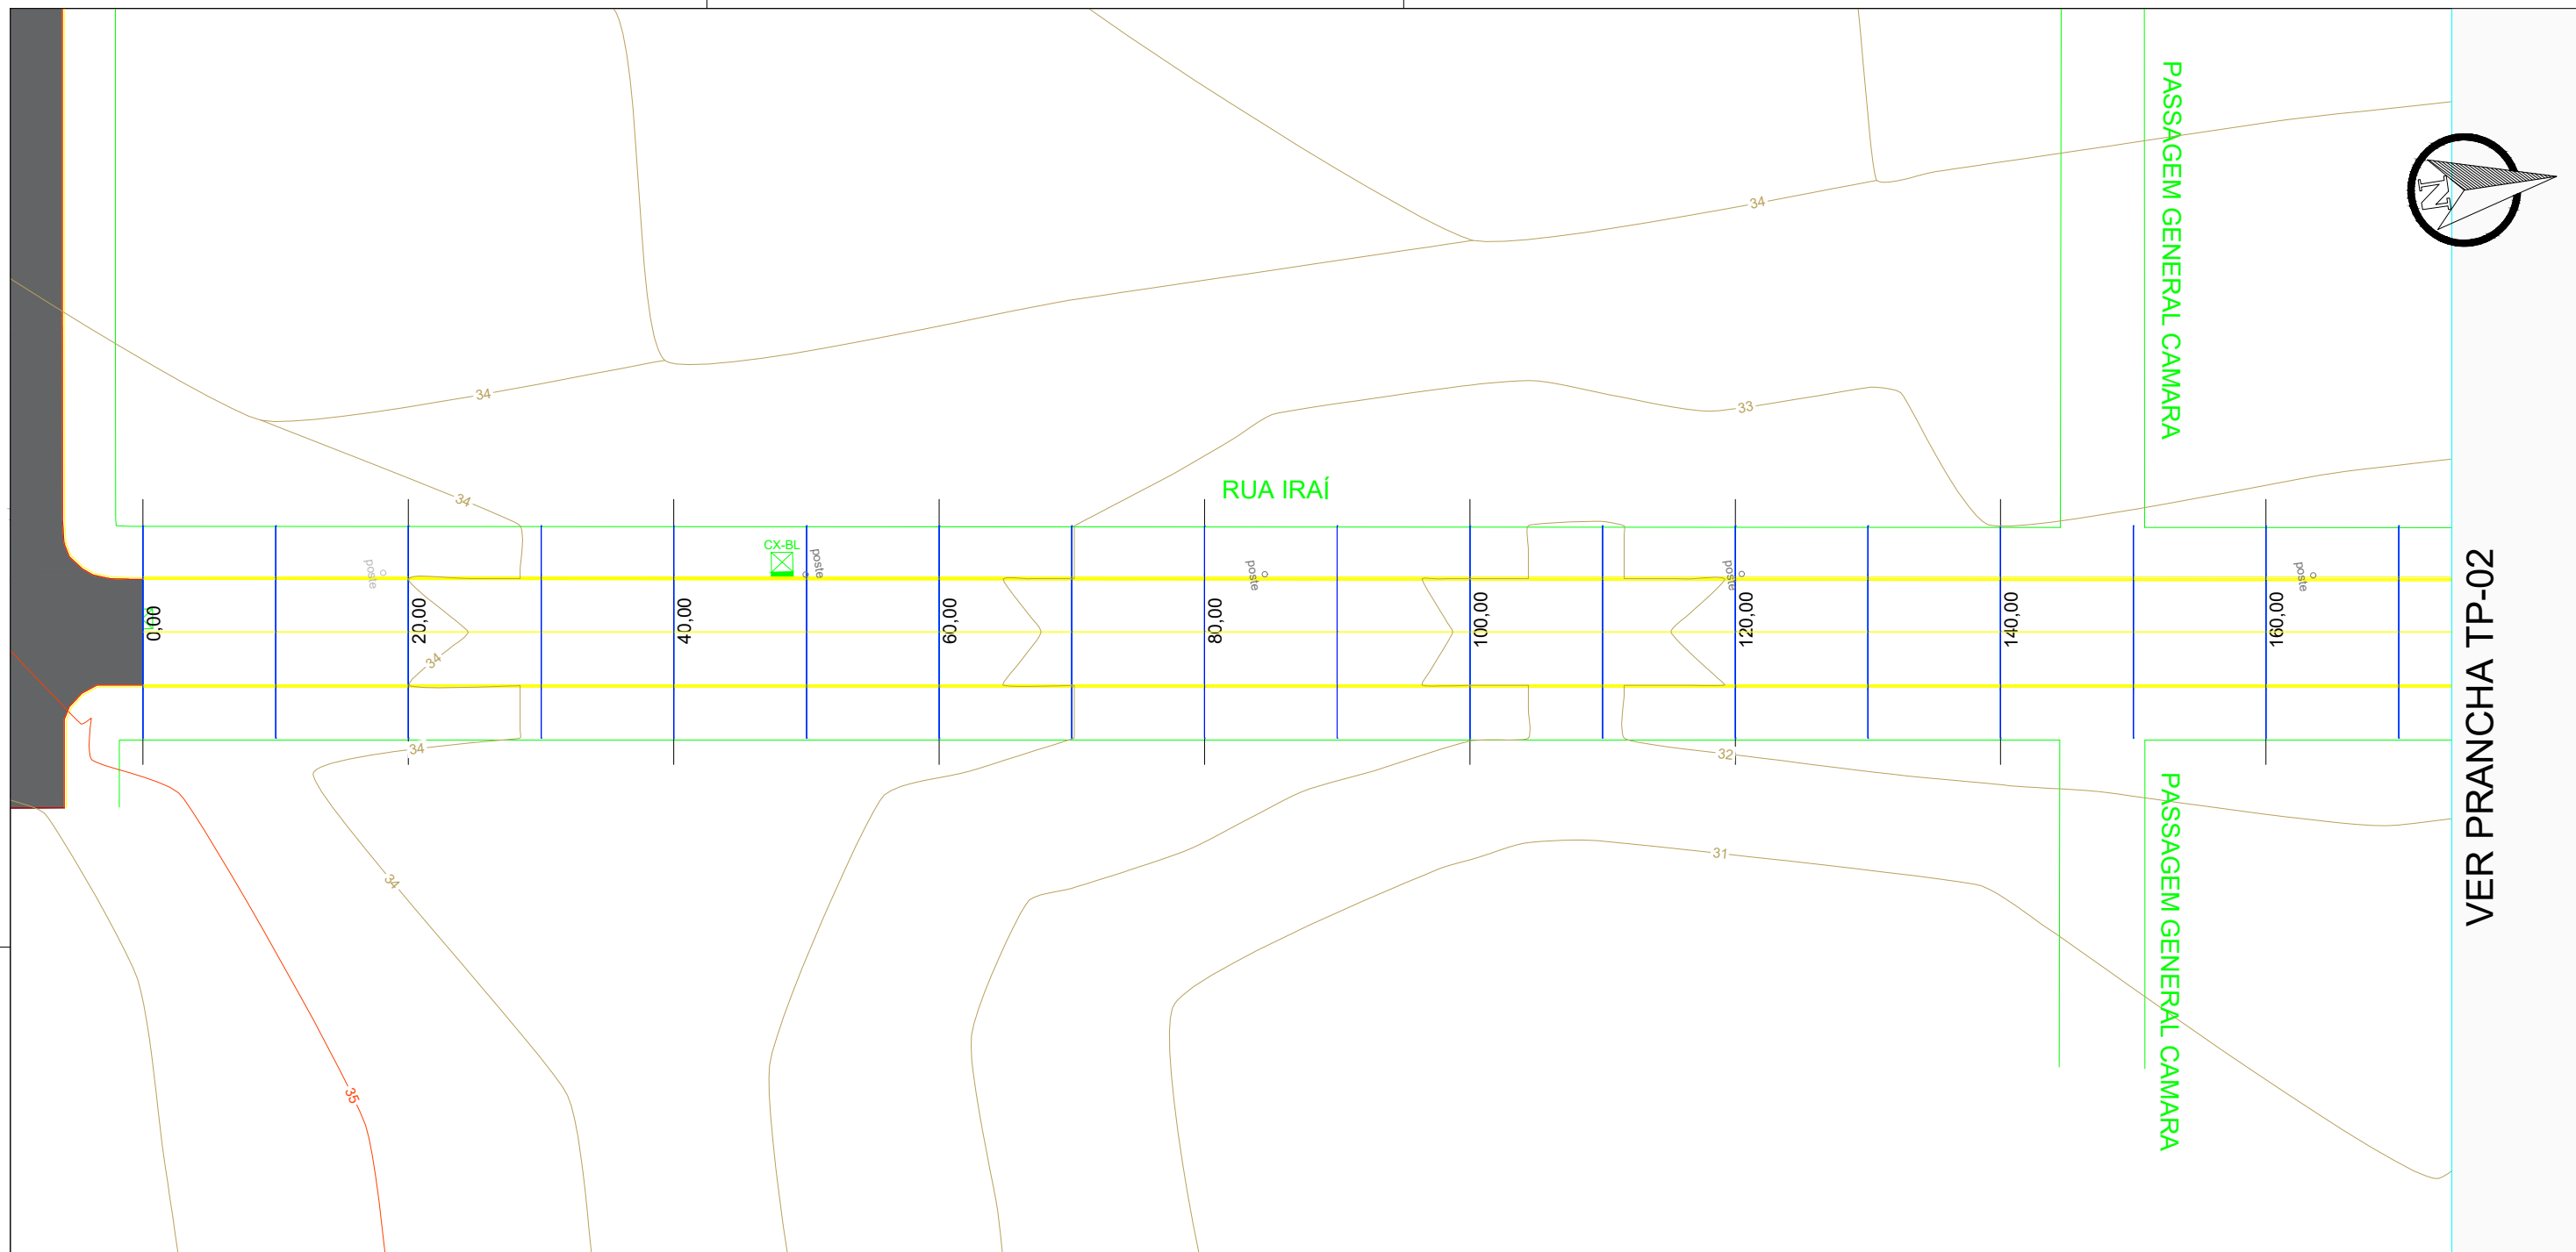 PASSAGEM GENERAL CAMARA
N
34
34
33
34
RUA IRAÍ
CX-BL
poste
poste
poste
poste
poste
0,00
20,00
40,00
60,00
80,00
100,00
120,00
140,00
160,00
34
34
32
31
34
35
PASSAGEM GENERAL CAMARA
VER PRANCHA TP-02